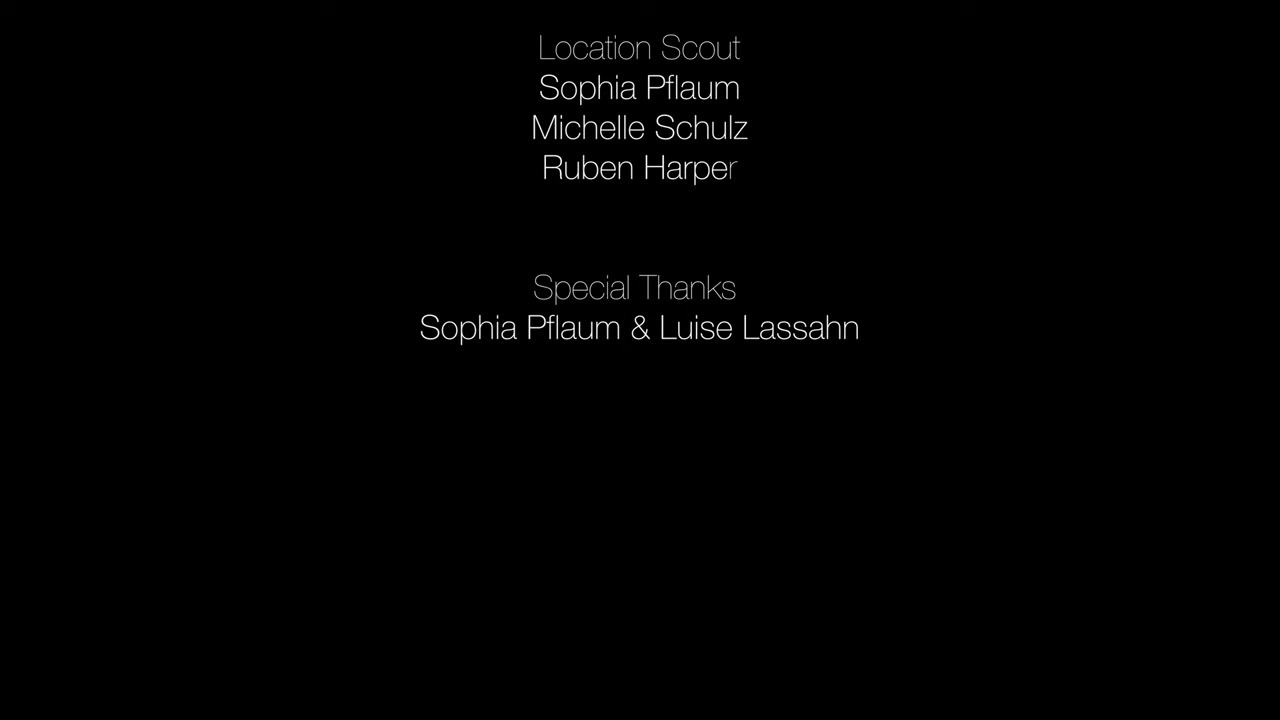 Location Scout
Sophia Pflaum
Michelle Schulz
Ruben Harper
Special Thanks
Sophia Pflaum & Luise Lassahn